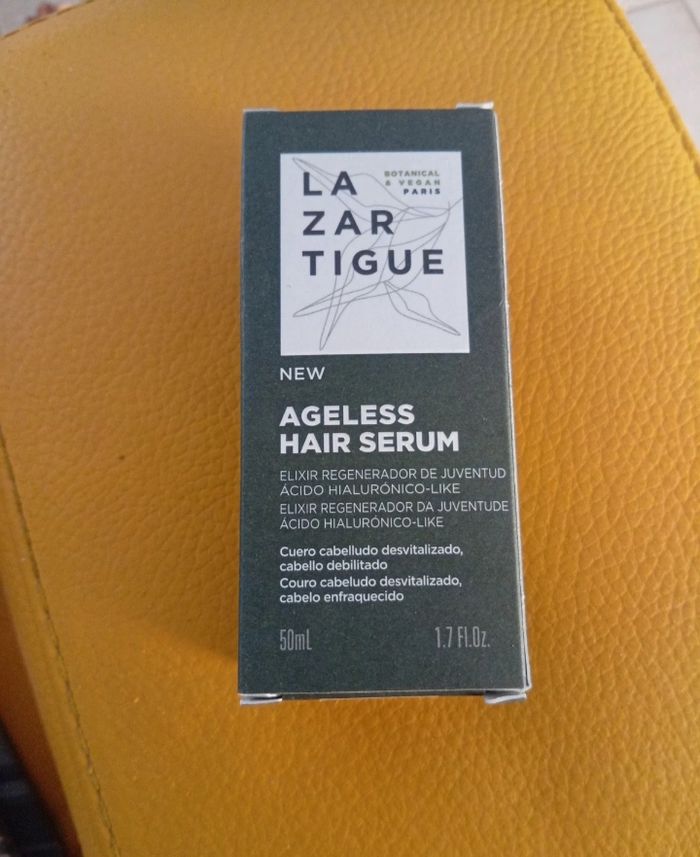 LA
ZAR
TIGUE
BOTANICAL
& VEGAN
PARIS
NEW
AGELESS
HAIR SERUM
ELIXIR REGENERADOR DE JUVENTUD
ÁCIDO HIALURÓNICO-LIKE
ELIXIR REGENERADOR DA JUVENTUDE
ÁCIDO HIALURÓNICO-LIKE
Cuero cabelludo desvitalizado,
cabello debilitado
Couro cabeludo desvitalizado,
cabelo enfraquecido
50mL 1.7 Fl.Oz.